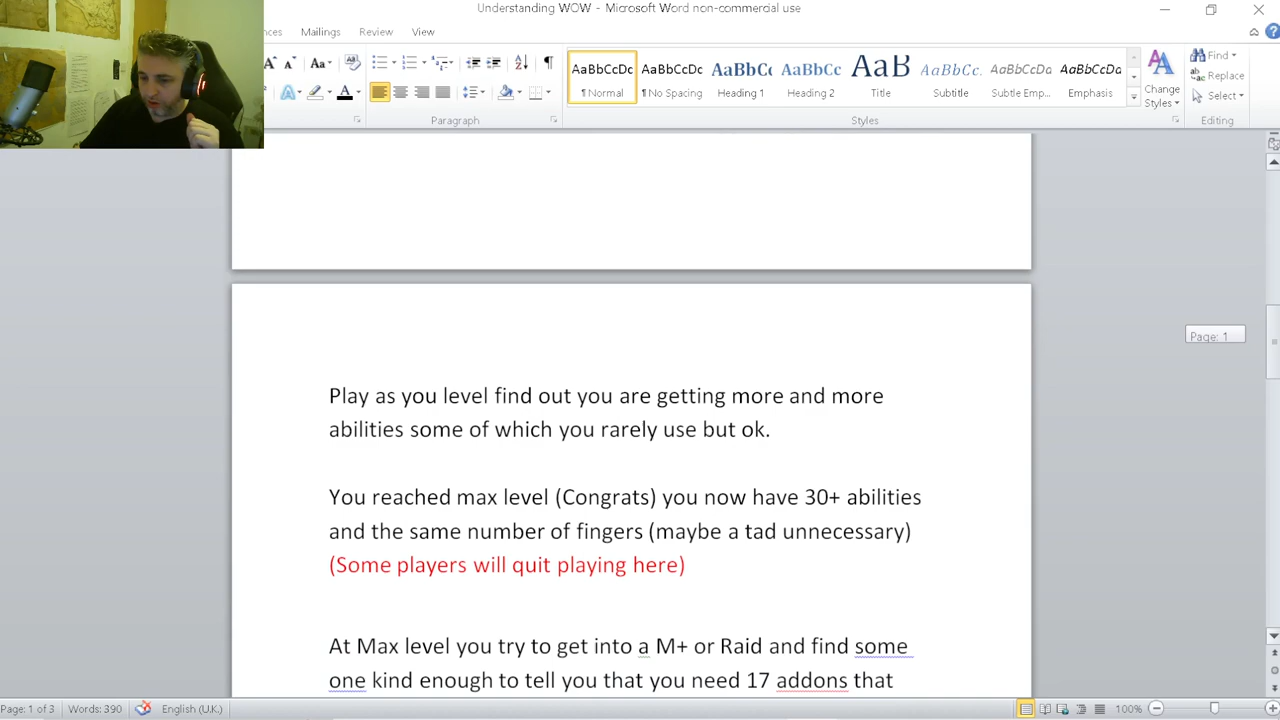 Understanding WOW - Microsoft Word non-commercial use
Mailings Review View
Aa
AaBbCcDc AaBbCcDc AaBbCc AaBbCc AaB AaBbCc. AaBbCcDa AaBbCcDa
¶ Normal ¶ No Spacing Heading 1 Heading 2 Title Subtitle Subtle Emp... Emphasis
Change Styles
Find
Replace
Select
Paragraph Styles Editing
Page: 1
Play as you level find out you are getting more and more
abilities some of which you rarely use but ok.
You reached max level (Congrats) you now have 30+ abilities
and the same number of fingers (maybe a tad unnecessary)
(Some players will quit playing here)
At Max level you try to get into a M+ or Raid and find some
one kind enough to tell you that you need 17 addons that
Page: 1 of 3 Words: 390 English (U.K.) 100%